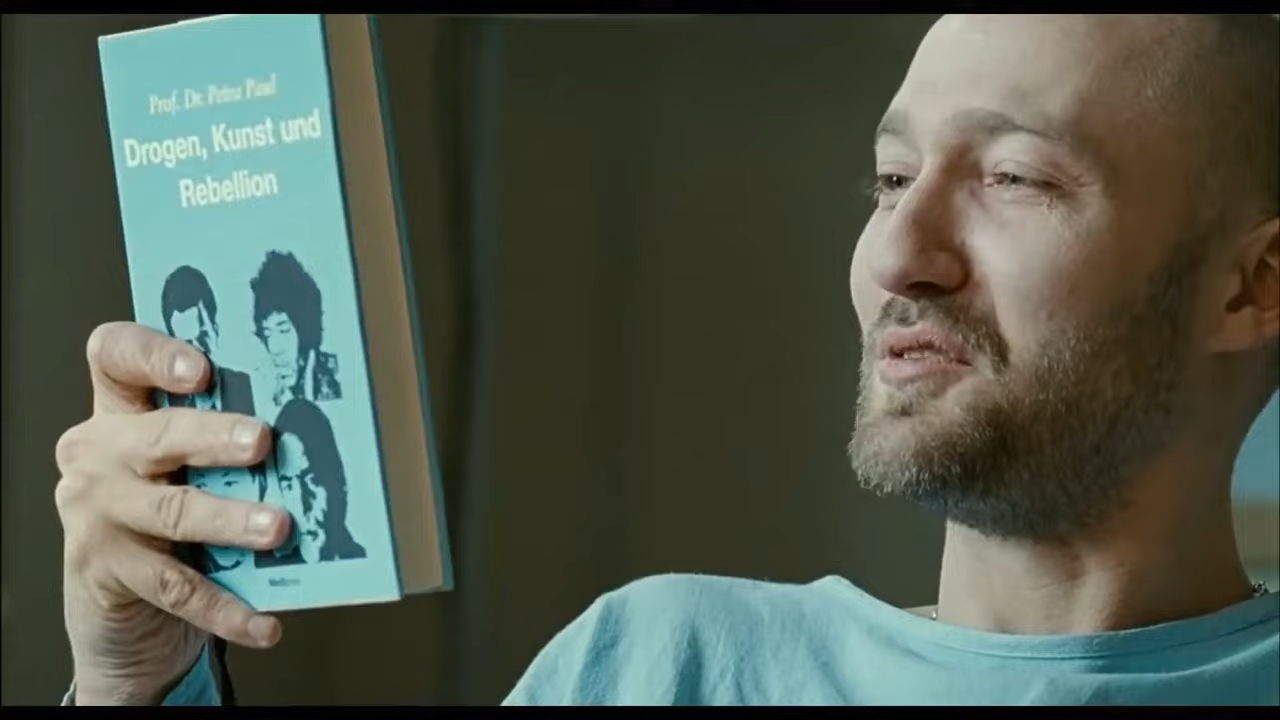 Prof. Dr. Petra Paul
Drogen, Kunst und
Rebellion